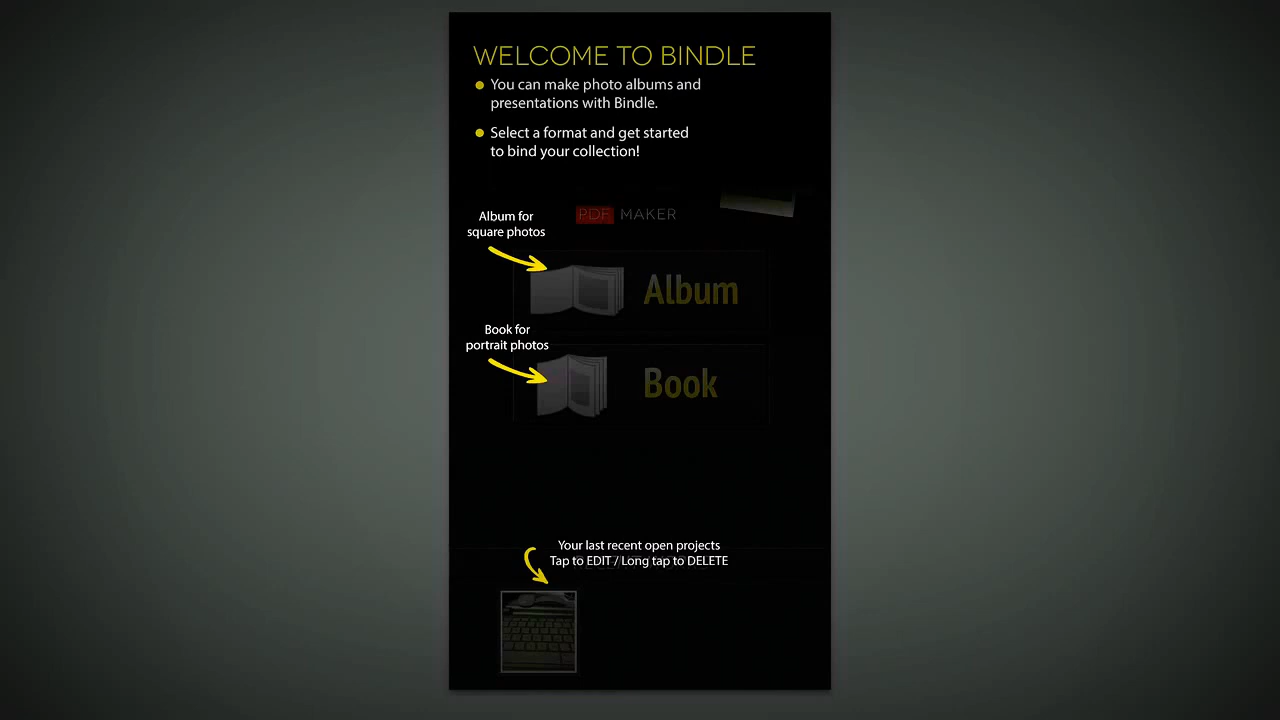 WELCOME TO BINDLE
You can make photo albums and
presentations with Bindle.
Select a format and get started
to bind your collection!
PDF MAKER
Album for
square photos
Album
Book for
portrait photos
Book
Your last recent open projects
Tap to EDIT / Long tap to DELETE